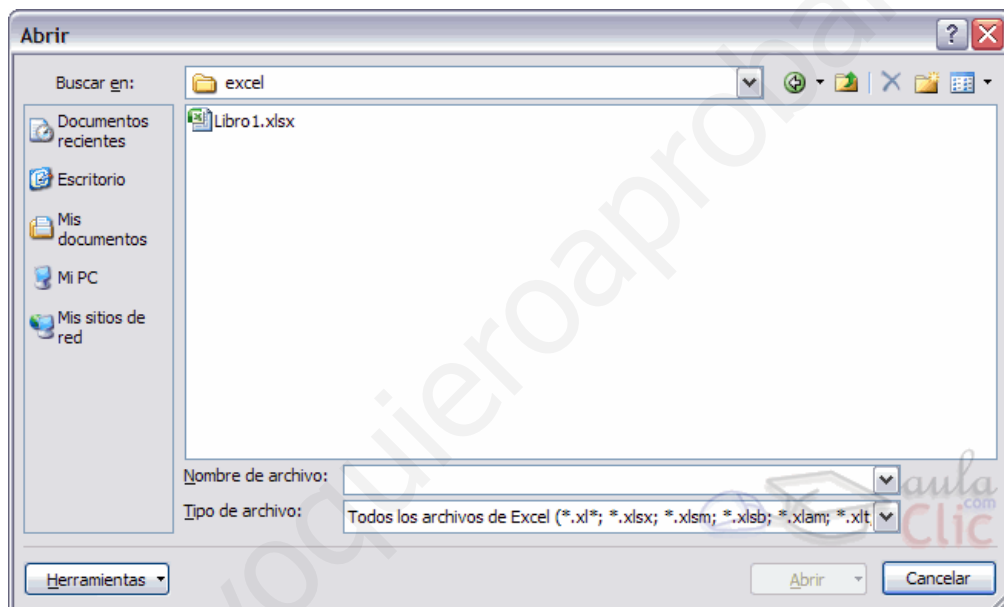 Abrir
Buscar en:
excel
Documentos
recientes
Escritorio
Mis
documentos
Mi PC
Mis sitios de
red
Libro1.xlsx
Nombre de archivo:
Tipo de archivo:
Todos los archivos de Excel (*.xl*; *.xlsx; *.xlsm; *.xlsb; *.xlam; *.xlt
Herramientas
Abrir
Cancelar
aula
.com
Clic
yoquieroaprobar